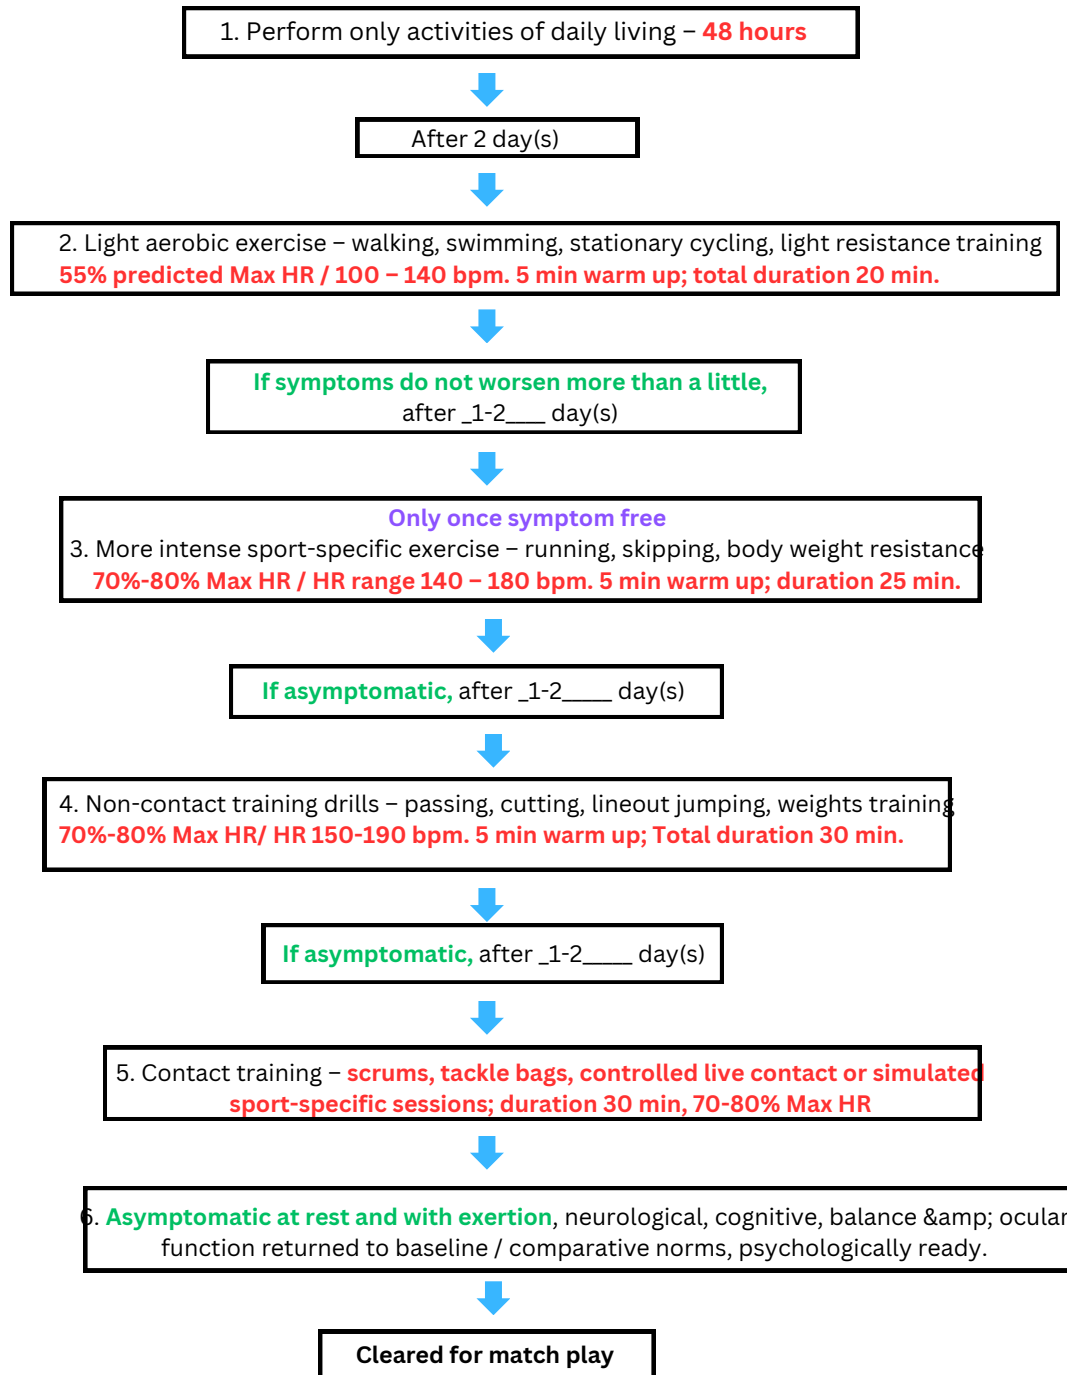 1. Perform only activities of daily living – 48 hours
After 2 day(s)
2. Light aerobic exercise – walking, swimming, stationary cycling, light resistance training
55% predicted Max HR / 100 – 140 bpm. 5 min warm up; total duration 20 min.
If symptoms do not worsen more than a little,
after _1-2____ day(s)
Only once symptom free
3. More intense sport-specific exercise – running, skipping, body weight resistance
70%-80% Max HR / HR range 140 – 180 bpm. 5 min warm up; duration 25 min.
If asymptomatic, after _1-2_____ day(s)
4. Non-contact training drills – passing, cutting, lineout jumping, weights training
70%-80% Max HR/ HR 150-190 bpm. 5 min warm up; Total duration 30 min.
If asymptomatic, after _1-2_____ day(s)
5. Contact training – scrums, tackle bags, controlled live contact or simulated
sport-specific sessions; duration 30 min, 70-80% Max HR
6. Asymptomatic at rest and with exertion, neurological, cognitive, balance &amp; ocular
function returned to baseline / comparative norms, psychologically ready.
Cleared for match play